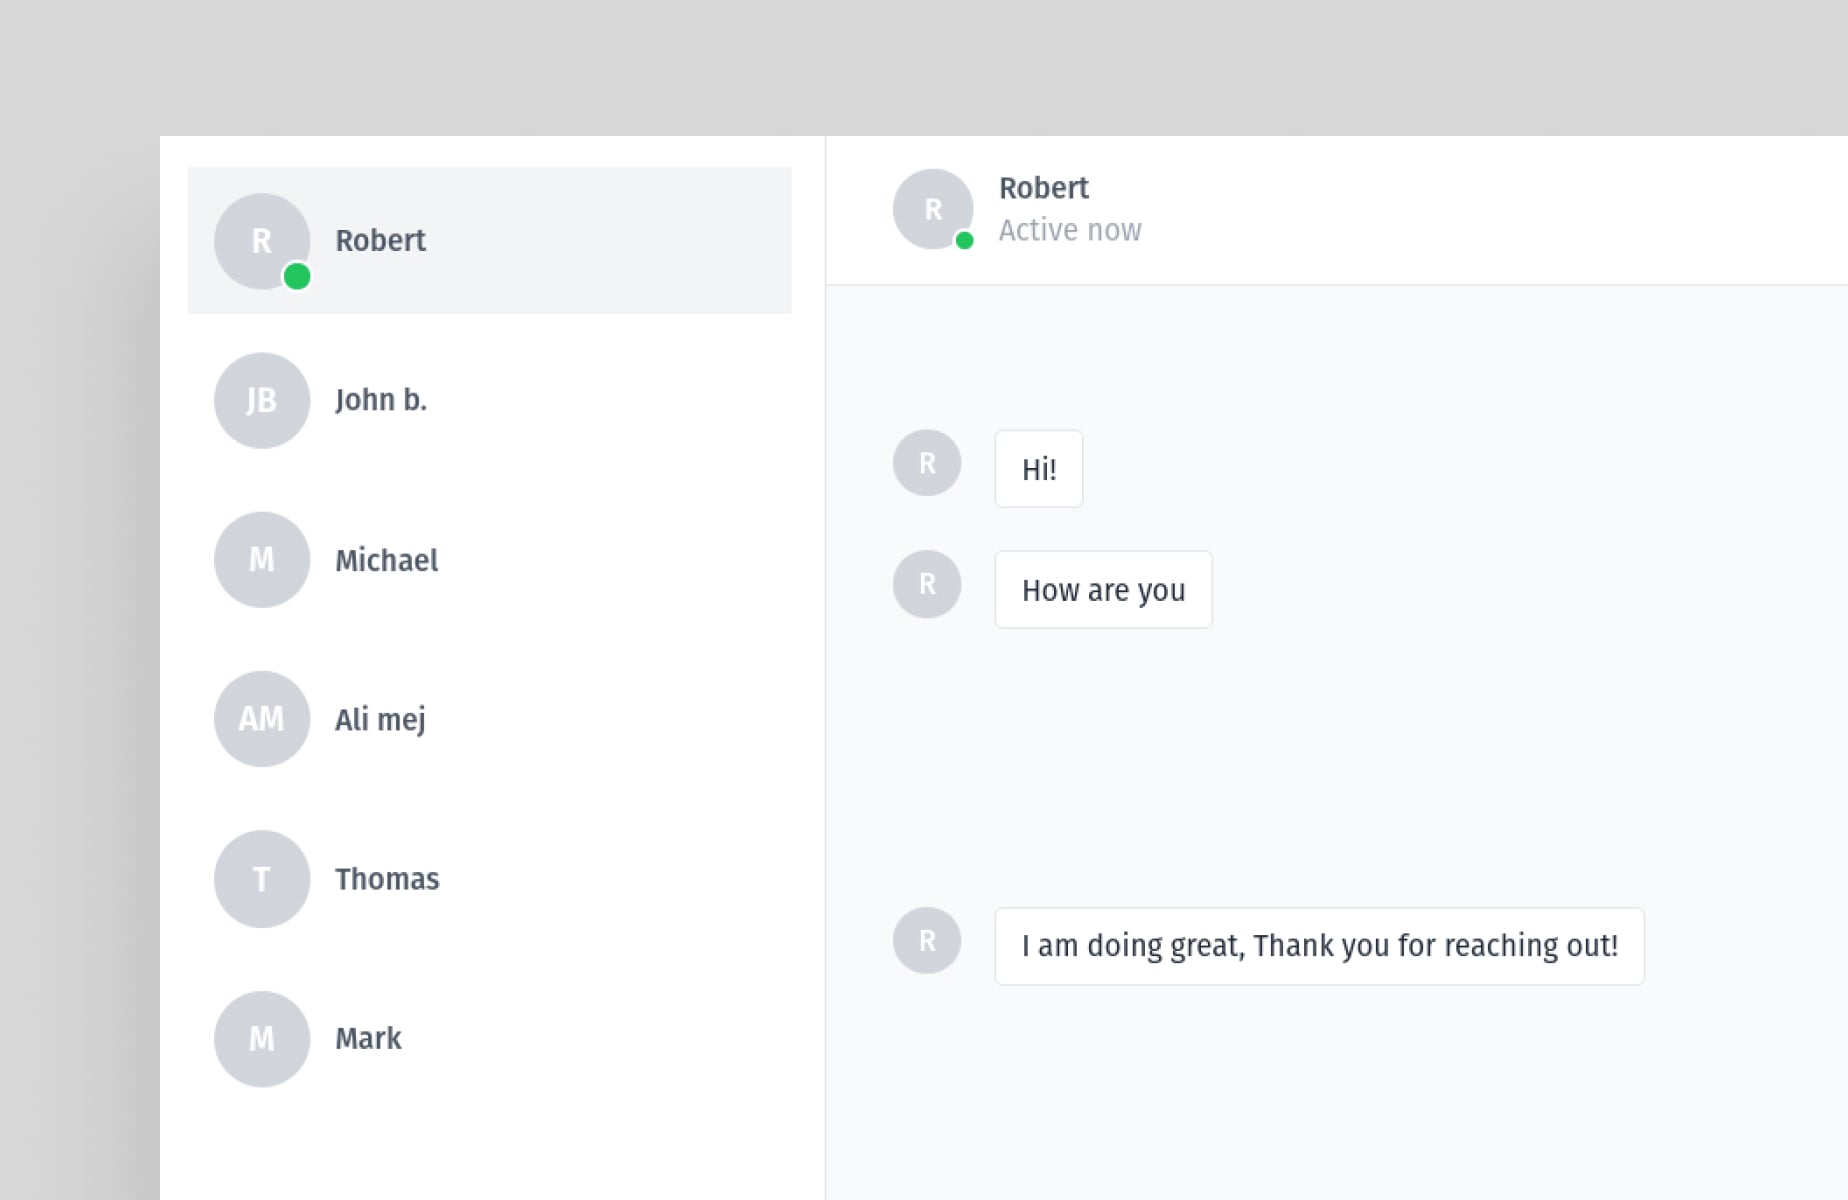 R
Robert
JB
John b.
M
Michael
AM
Ali mej
T
Thomas
M
Mark
R
Robert
Active now
R
Hi!
R
How are you
R
I am doing great, Thank you for reaching out!